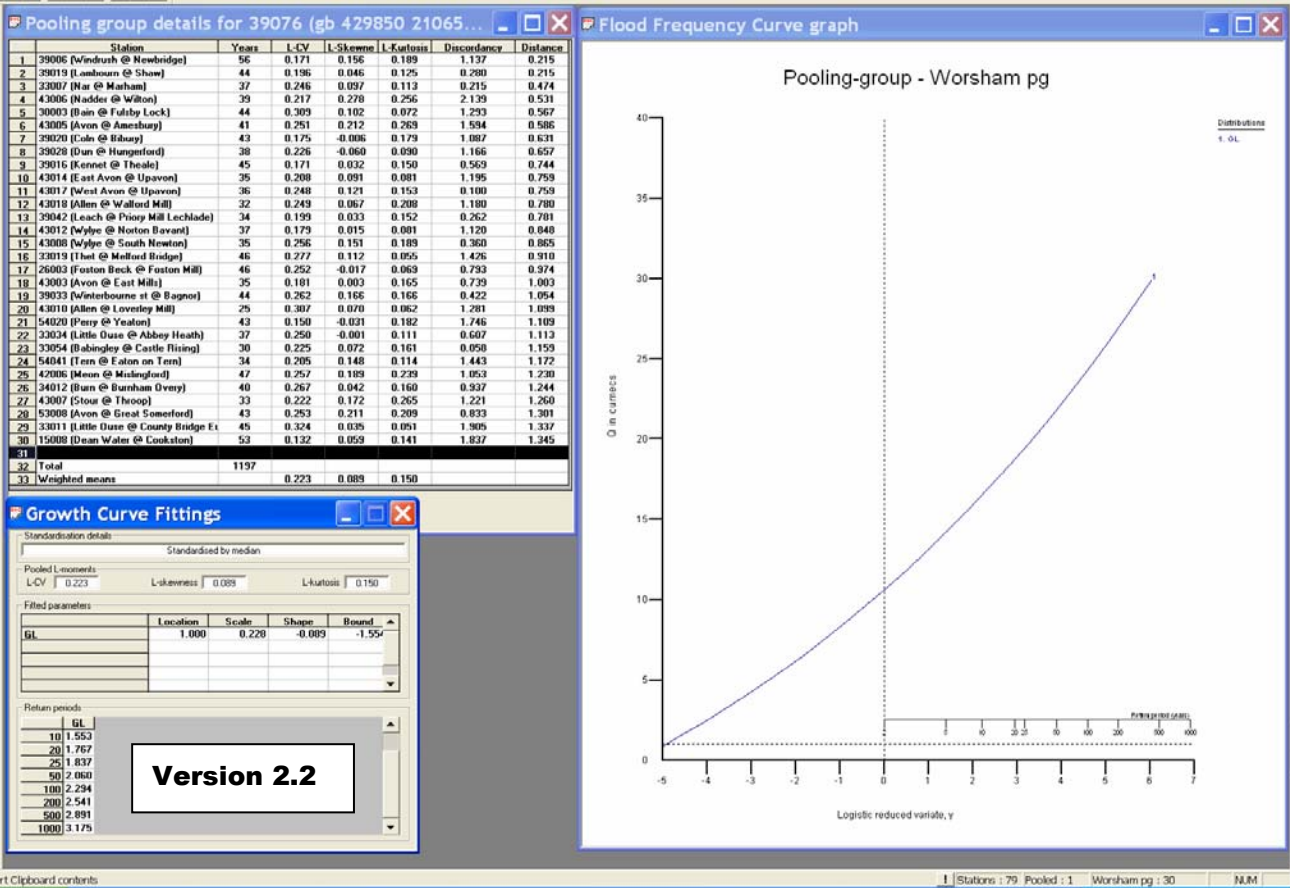 Pooling group details for 39076 (gb 429850 21065...
Station Years L-CV L-Skewne L-Kurtosis Discordancy Distance
1 39006 (Windrush @ Newbridge) 56 0.171 0.156 0.189 1.137 0.215
2 39019 (Lambourn @ Shaw) 44 0.196 0.046 0.125 0.280 0.215
3 33007 (Nar @ Marham) 37 0.246 0.097 0.113 0.215 0.474
4 43006 (Nadder @ Wilton) 39 0.217 0.278 0.256 2.139 0.531
5 30003 (Bain @ Fulsby Lock) 44 0.309 0.102 0.072 1.293 0.567
6 43005 (Avon @ Amesbury) 41 0.251 0.212 0.269 1.594 0.586
7 39020 (Coln @ Bibury) 43 0.175 -0.006 0.179 1.087 0.631
8 39028 (Dun @ Hungerford) 38 0.226 -0.060 0.090 1.166 0.657
9 39016 (Kennet @ Theale) 45 0.171 0.032 0.150 0.569 0.744
10 43014 (East Avon @ Upavon) 35 0.208 0.091 0.081 1.195 0.759
11 43017 (West Avon @ Upavon) 36 0.248 0.121 0.153 0.100 0.759
12 43018 (Allen @ Walford Mill) 32 0.249 0.067 0.208 1.180 0.780
13 39042 (Leach @ Priory Mill Lechlade) 34 0.199 0.033 0.152 0.262 0.781
14 43012 (Wylye @ Norton Bavant) 37 0.179 0.015 0.081 1.120 0.848
15 43008 (Wylye @ South Newton) 35 0.256 0.151 0.189 0.360 0.865
16 33019 (Thet @ Melford Bridge) 46 0.277 0.112 0.055 1.426 0.910
17 26003 (Foston Beck @ Foston Mill) 46 0.252 -0.017 0.069 0.793 0.974
18 43003 (Avon @ East Mills) 35 0.181 0.003 0.165 0.739 1.003
19 39033 (Winterbourne st @ Bagnor) 44 0.262 0.166 0.166 0.422 1.054
20 43010 (Allen @ Loverley Mill) 25 0.307 0.070 0.062 1.281 1.099
21 54020 (Perry @ Yeaton) 43 0.150 -0.031 0.182 1.746 1.109
22 33034 (Little Ouse @ Abbey Heath) 37 0.250 -0.001 0.111 0.607 1.113
23 33054 (Babingley @ Castle Rising) 30 0.225 0.072 0.161 0.058 1.159
24 54041 (Tern @ Eaton on Tern) 34 0.205 0.148 0.114 1.443 1.172
25 42006 (Meon @ Mislingford) 47 0.257 0.189 0.239 1.053 1.230
26 34012 (Burn @ Burnham Overy) 40 0.267 0.042 0.160 0.937 1.244
27 43007 (Stour @ Throop) 33 0.222 0.172 0.265 1.221 1.260
28 53008 (Avon @ Great Somerford) 43 0.253 0.211 0.209 0.833 1.301
29 33011 (Little Ouse @ County Bridge Eu 45 0.324 0.035 0.051 1.905 1.337
30 15008 (Dean Water @ Cookston) 53 0.132 0.059 0.141 1.837 1.345
31
32 Total 1197
33 Weighted means 0.223 0.089 0.150
Growth Curve Fittings
Standardisation details
Standardised by median
Pooled L-moments
L-CV 0.223 L-skewness 0.089 L-kurtosis 0.150
Fitted parameters
Location Scale Shape Bound
GL 1.000 0.228 -0.089 -1.554
Return periods
GL
10 1.553
20 1.767
25 1.837
50 2.060
100 2.294
200 2.541
500 2.891
1000 3.175
Version 2.2
Flood Frequency Curve graph
Pooling-group - Worsham pg
Distributions
1. GL
Q in cumecs
40
35
30
25
20
15
10
5
0
1
Return period (years)
2 5 10 20 25 50 100 200 500 1000
-5 -4 -3 -2 -1 0 1 2 3 4 5 6 7
Logistic reduced variate, y
rt Clipboard contents
! Stations : 79 Pooled : 1 Worsham pg : 30 NUM